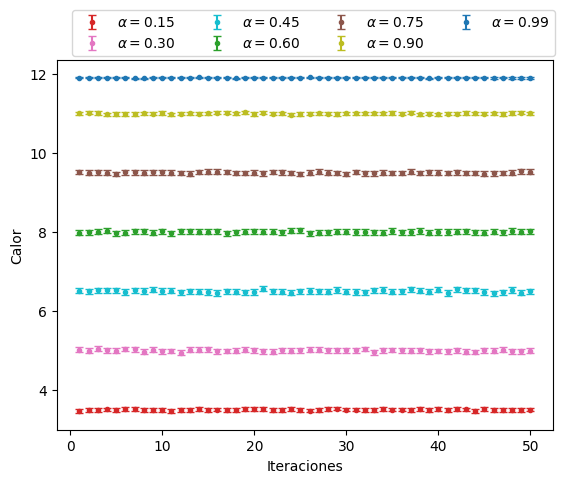 α = 0.15 α = 0.45 α = 0.75 α = 0.99
α = 0.30 α = 0.60 α = 0.90
12
10
8
6
4
Calor
0 10 20 30 40 50
Iteraciones